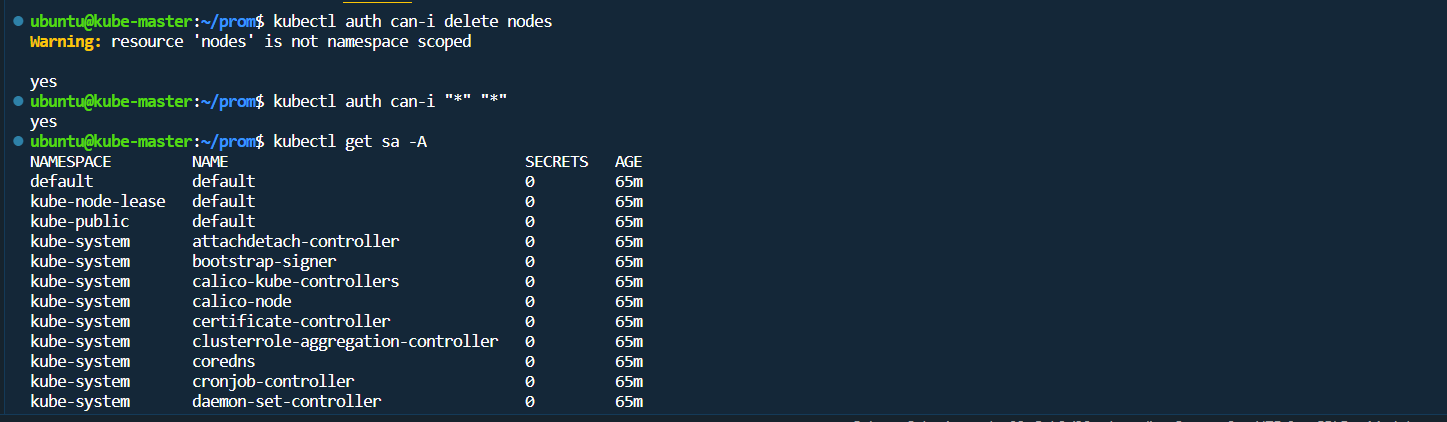 ubuntu@kube-master:~/prom$ kubectl auth can-i delete nodes
Warning: resource 'nodes' is not namespace scoped
yes
ubuntu@kube-master:~/prom$ kubectl auth can-i "*" "*"
yes
ubuntu@kube-master:~/prom$ kubectl get sa -A
NAMESPACE NAME SECRETS AGE
default default 0 65m
kube-node-lease default 0 65m
kube-public default 0 65m
kube-system attachdetach-controller 0 65m
kube-system bootstrap-signer 0 65m
kube-system calico-kube-controllers 0 65m
kube-system calico-node 0 65m
kube-system certificate-controller 0 65m
kube-system clusterrole-aggregation-controller 0 65m
kube-system coredns 0 65m
kube-system cronjob-controller 0 65m
kube-system daemon-set-controller 0 65m